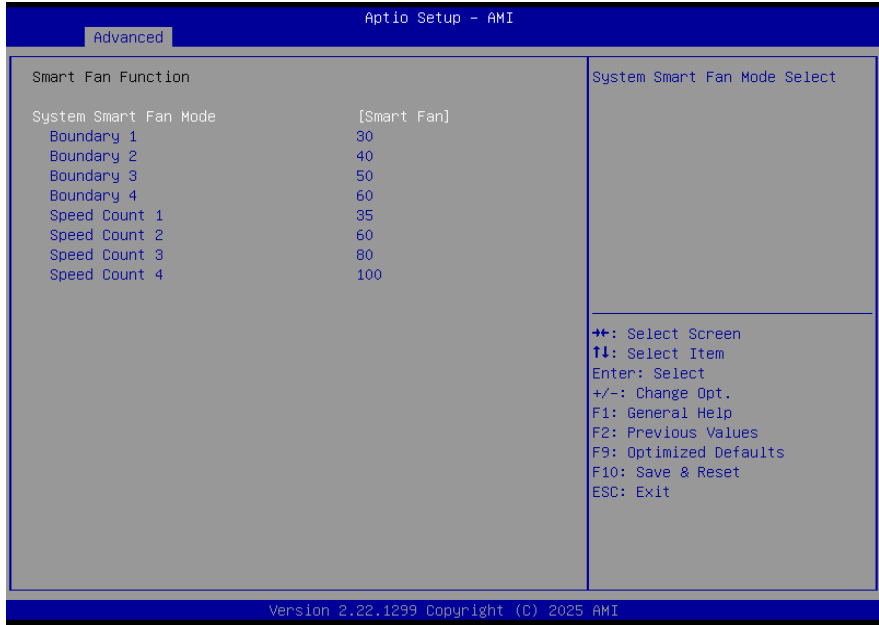 Aptio Setup – AMI
Advanced
Smart Fan Function
System Smart Fan Mode [Smart Fan]
Boundary 1 30
Boundary 2 40
Boundary 3 50
Boundary 4 60
Speed Count 1 35
Speed Count 2 60
Speed Count 3 80
Speed Count 4 100
System Smart Fan Mode Select
→←: Select Screen
↑↓: Select Item
Enter: Select
+/-: Change Opt.
F1: General Help
F2: Previous Values
F9: Optimized Defaults
F10: Save & Reset
ESC: Exit
Version 2.22.1299 Copyright (C) 2025 AMI